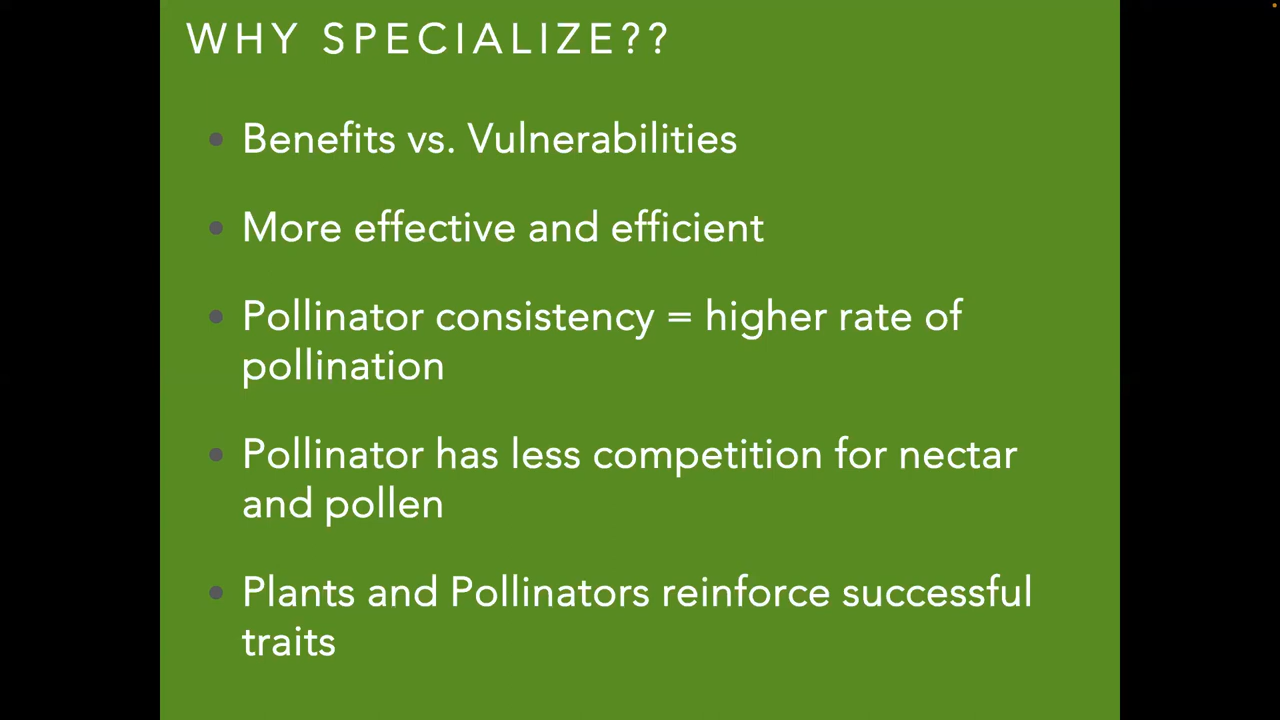 WHY SPECIALIZE??
• Benefits vs. Vulnerabilities
• More effective and efficient
• Pollinator consistency = higher rate of
pollination
• Pollinator has less competition for nectar
and pollen
• Plants and Pollinators reinforce successful
traits